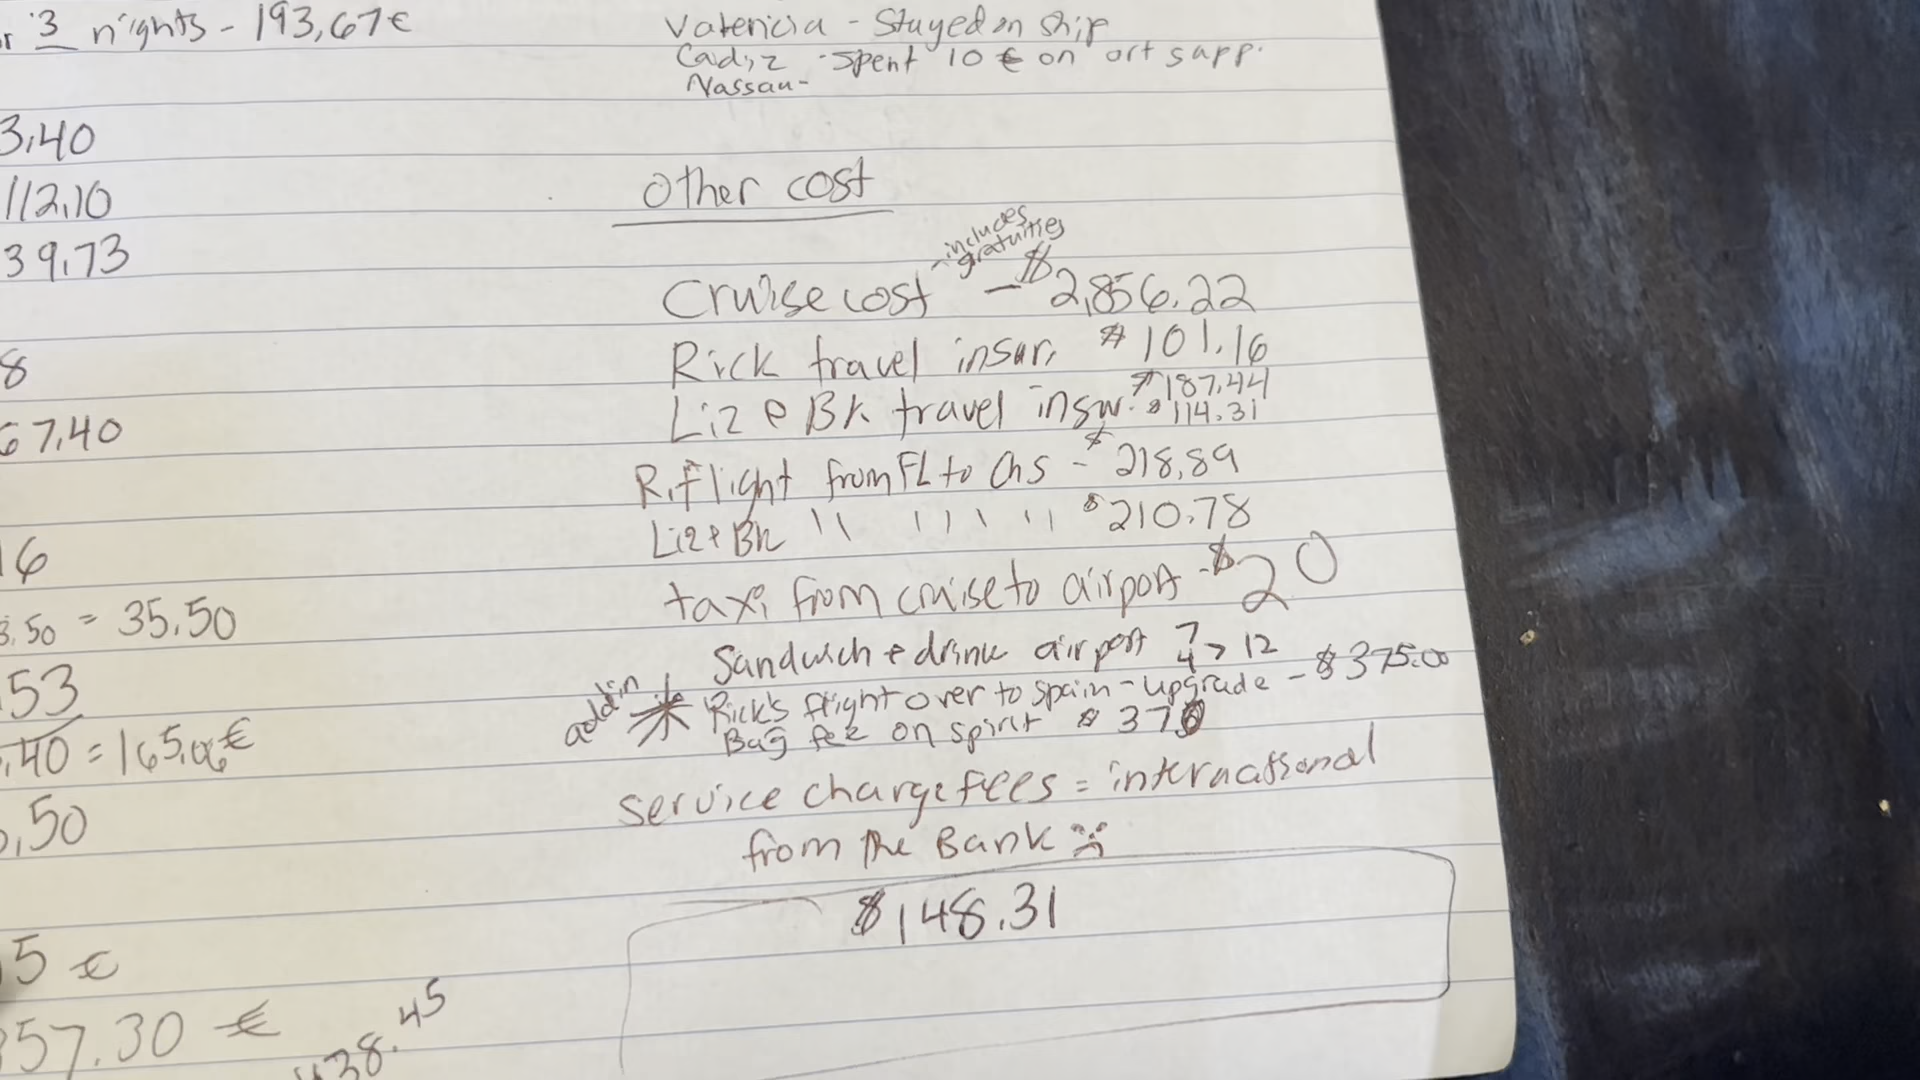 3 nights - 193,67€
3,40
112,10
39,73
8
67,40
16
3,50 = 35,50
53
,40 = 165,06€
,50
5 €
57.30 €
438.45
Valencia - Stayed on ship
Cadiz - Spent 10 € on art supp.
Nassau -
Other cost
- includes
gratuities
Cruise cost - $2,856.22
Rick travel insur. $101.16
Liz & BK travel insur. $187.44
$114.31
R. flight from FL to Chs - $218.89
Liz & BK \\ \\\ \\ $210.78
taxi from cruise to airport - $20
Sandwich & drink airport 7 4 > 12
add in * Rick's flight over to Spain - upgrade - $375.00
Bag fee on spirit $
service charge fees = international
from the Bank
$148.31